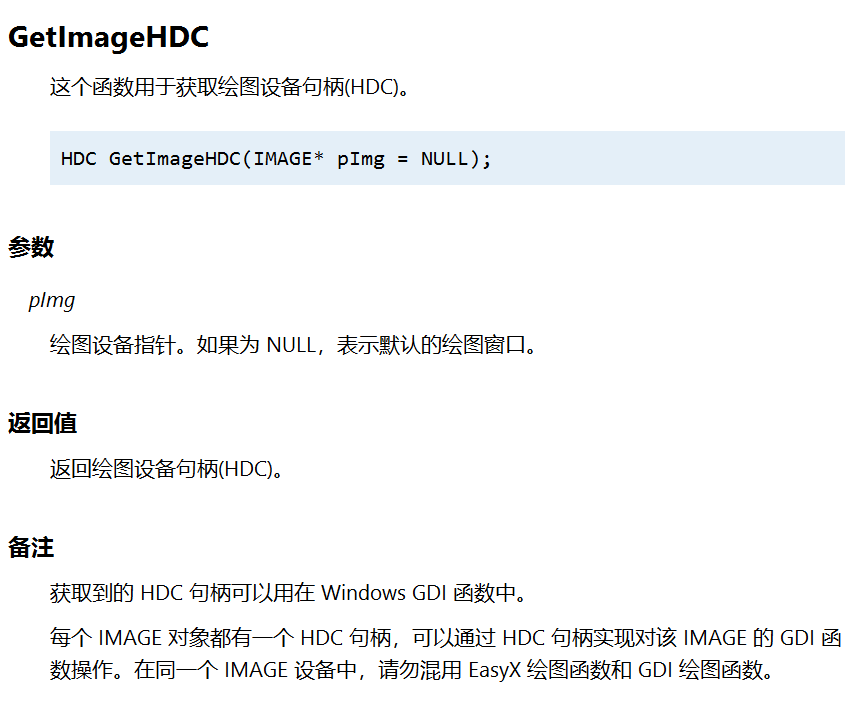 GetImageHDC
这个函数用于获取绘图设备句柄(HDC)。
HDC GetImageHDC(IMAGE* pImg = NULL);
参数
pImg
绘图设备指针。如果为 NULL，表示默认的绘图窗口。
返回值
返回绘图设备句柄(HDC)。
备注
获取到的 HDC 句柄可以用在 Windows GDI 函数中。
每个 IMAGE 对象都有一个 HDC 句柄，可以通过 HDC 句柄实现对该 IMAGE 的 GDI 函
数操作。在同一个 IMAGE 设备中，请勿混用 EasyX 绘图函数和 GDI 绘图函数。